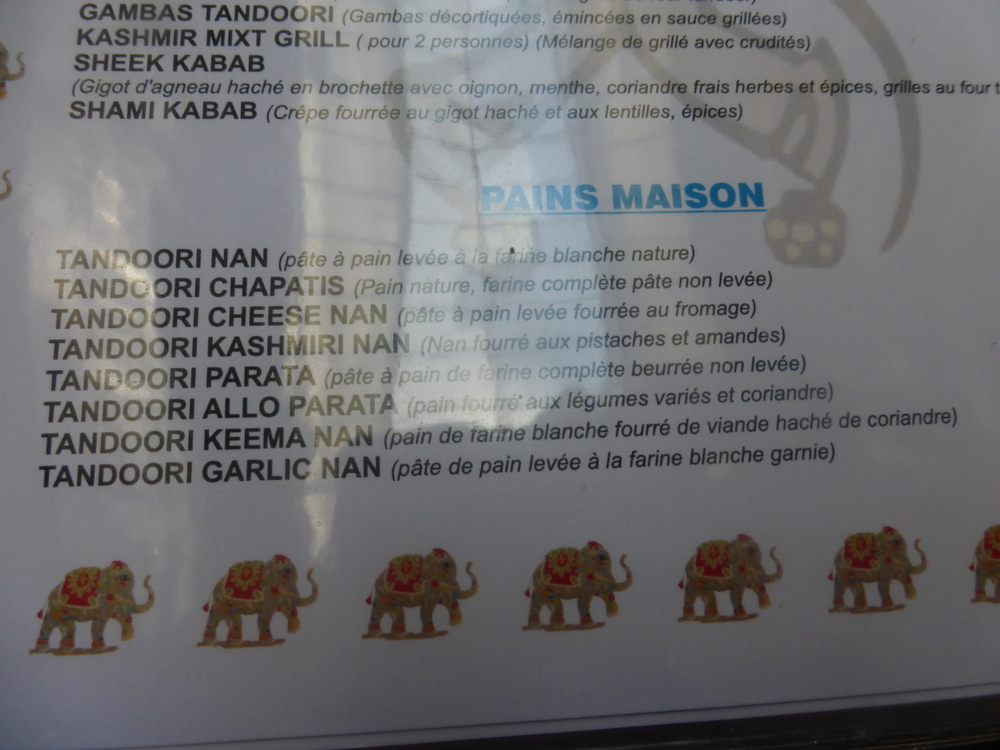 GAMBAS TANDOORI (Gambas décortiquées, émincées en sauce grillées)
KASHMIR MIXT GRILL ( pour 2 personnes) (Mélange de grillé avec crudités)
SHEEK KABAB
(Gigot d'agneau haché en brochette avec oignon, menthe, coriandre frais herbes et épices, grilles au four t
SHAMI KABAB (Crêpe fourrée au gigot haché et aux lentilles, épices)
PAINS MAISON
TANDOORI NAN (pâte à pain levée à la farine blanche nature)
TANDOORI CHAPATIS (Pain nature, farine complète pâte non levée)
TANDOORI CHEESE NAN (pâte à pain levée fourrée au fromage)
TANDOORI KASHMIRI NAN (Nan fourré aux pistaches et amandes)
TANDOORI PARATA (pâte à pain de farine complète beurrée non levée)
TANDOORI ALLO PARATA (pain fourré aux légumes variés et coriandre)
TANDOORI KEEMA NAN (pain de farine blanche fourré de viande haché de coriandre)
TANDOORI GARLIC NAN (pâte de pain levée à la farine blanche garnie)